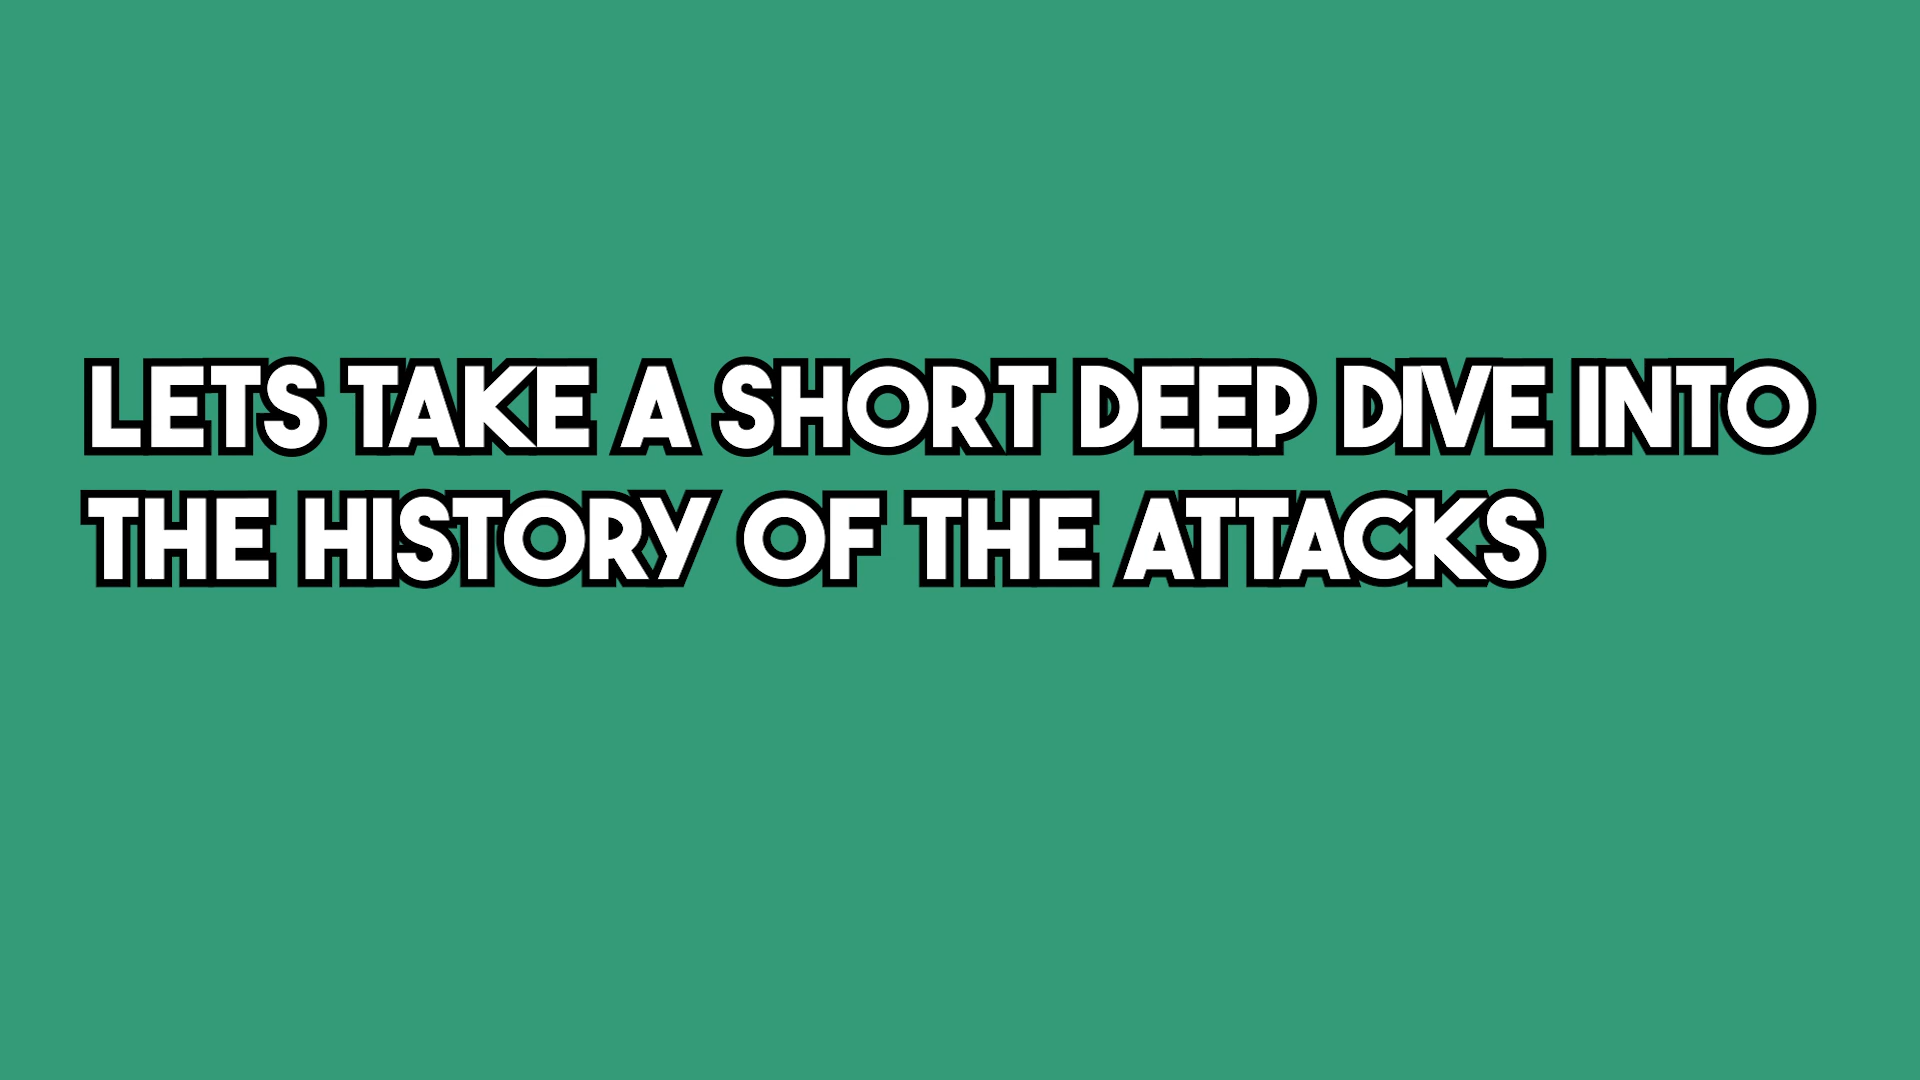 LETS TAKE A SHORT DEEP DIVE INTO
THE HISTORY OF THE ATTACKS